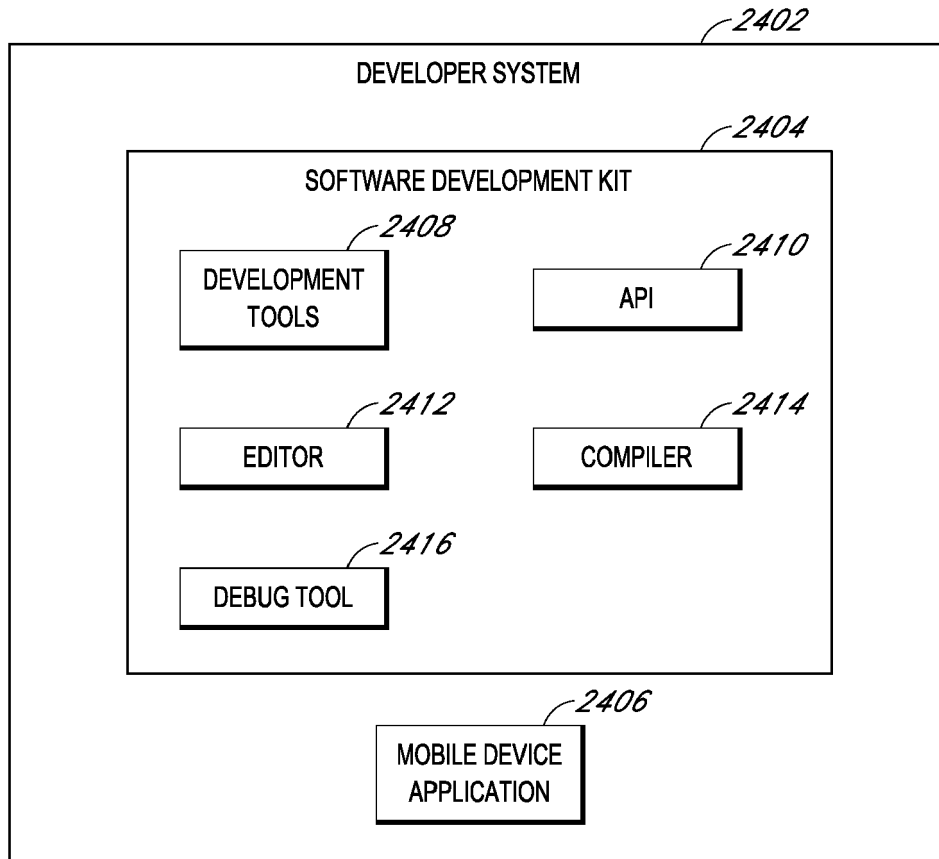 2402
DEVELOPER SYSTEM
2404
SOFTWARE DEVELOPMENT KIT
2408
DEVELOPMENT
TOOLS
2410
API
2412
EDITOR
2414
COMPILER
2416
DEBUG TOOL
2406
MOBILE DEVICE
APPLICATION